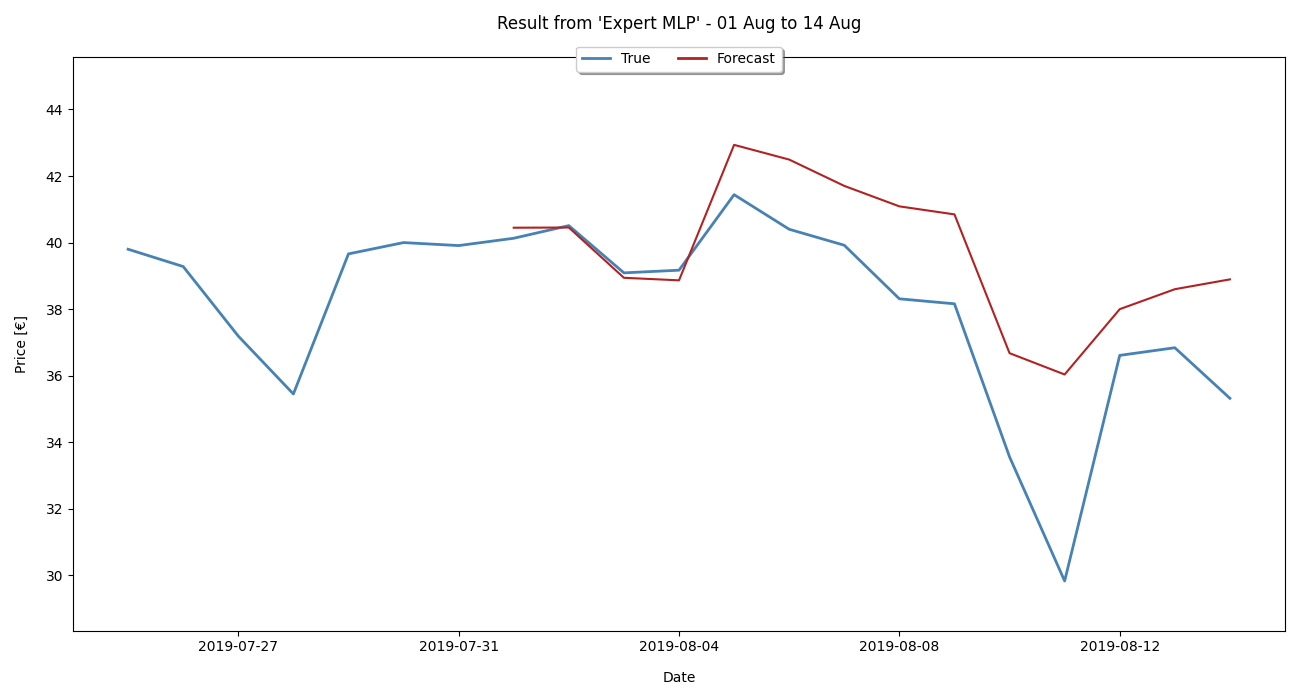 Result from 'Expert MLP' - 01 Aug to 14 Aug
True Forecast
44
42
40
38
36
34
32
30
Price [€]
2019-07-27 2019-07-31 2019-08-04 2019-08-08 2019-08-12
Date